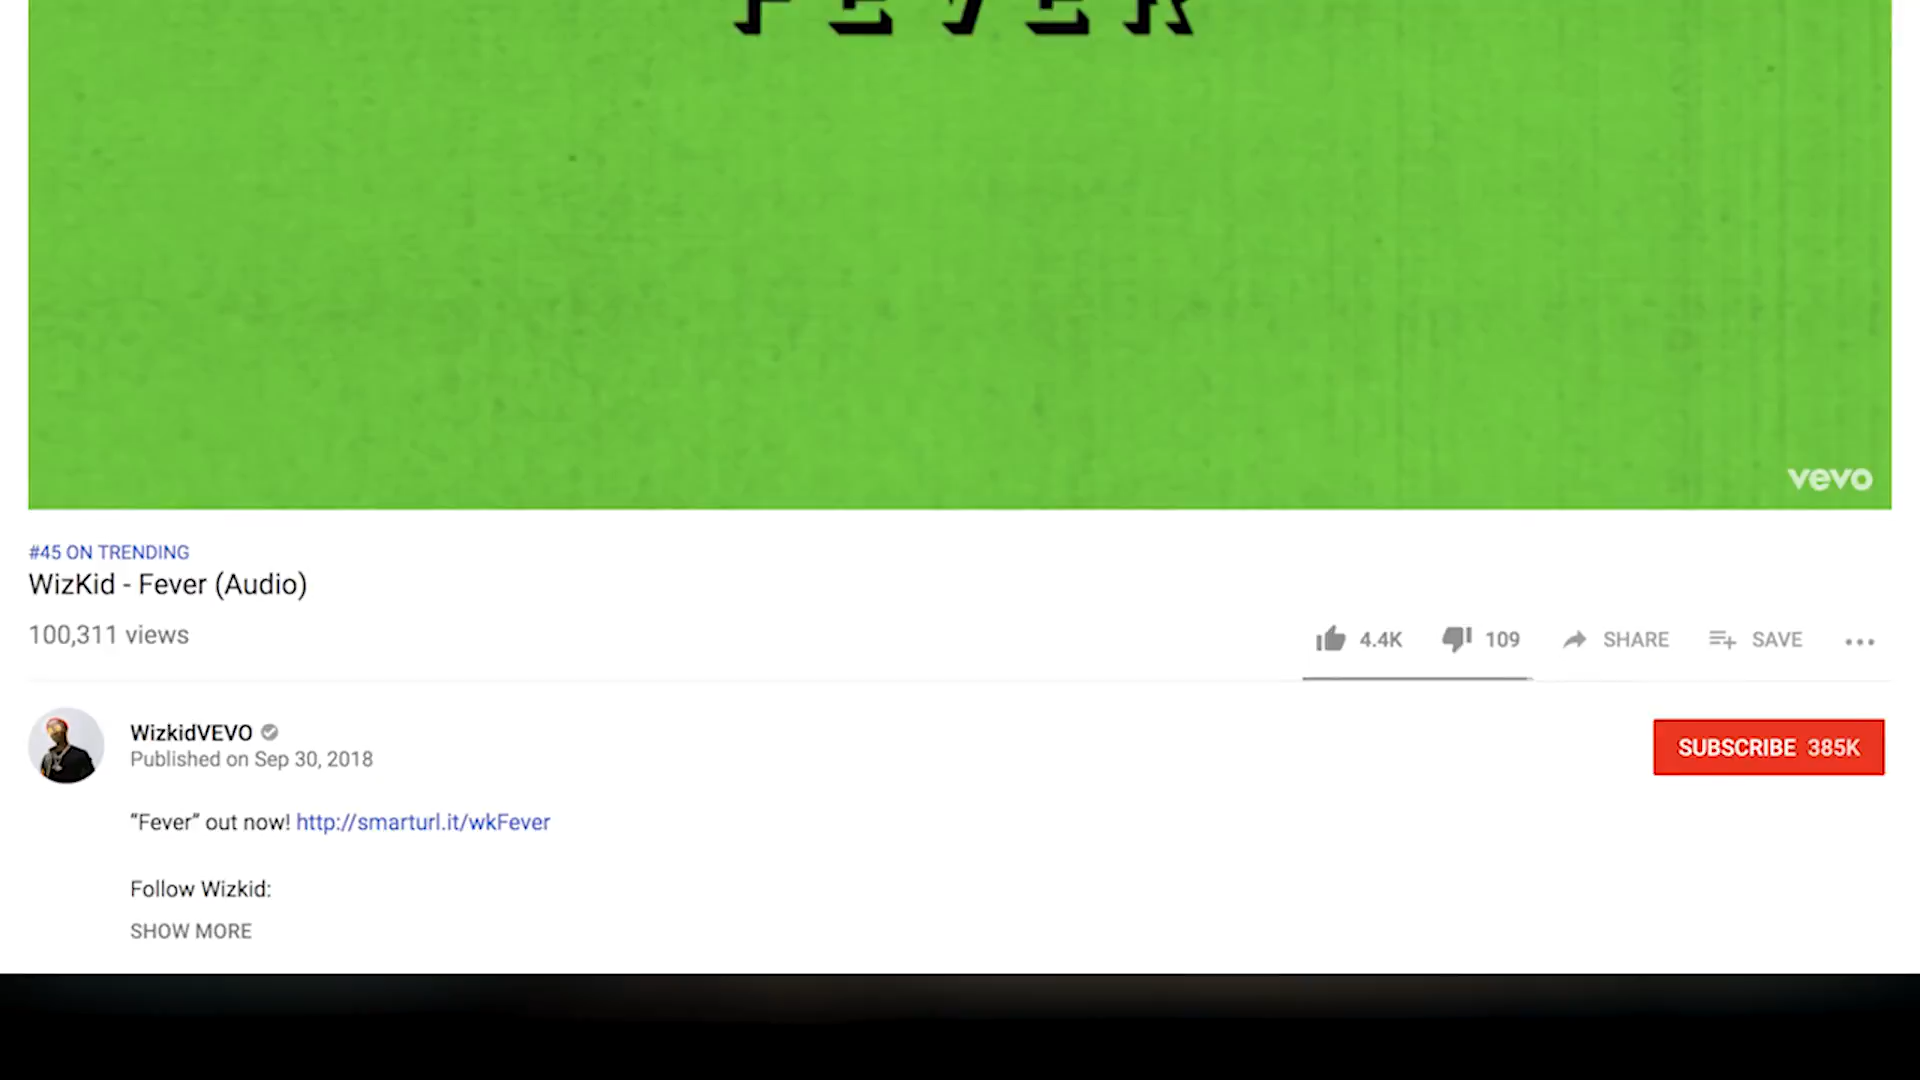 FEVER
vevo
#45 ON TRENDING
WizKid - Fever (Audio)
100,311 views
4.4K 109 SHARE SAVE
WizkidVEVO
Published on Sep 30, 2018
SUBSCRIBE 385K
“Fever” out now! http://smarturl.it/wkFever
Follow Wizkid:
SHOW MORE